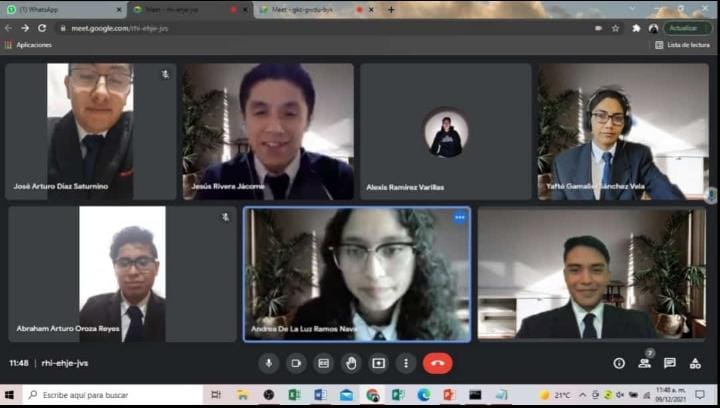 (1) WhatsApp
Meet - rhi-ehje-jvs
Meet - gkz-pwdu-byk
meet.google.com/rhi-ehje-jvs
Actualizar
Aplicaciones
Lista de lectura
José Arturo Díaz Saturnino
Jesús Rivera Jácome
Alexis Ramírez Varillas
Yafté Gamaliel Sánchez Vela
Abraham Arturo Oroza Reyes
Andrea De La Luz Ramos Nava
11:48 | rhi-ehje-jvs
7
Escribe aquí para buscar
21°C
11:48 a. m.
09/12/2021